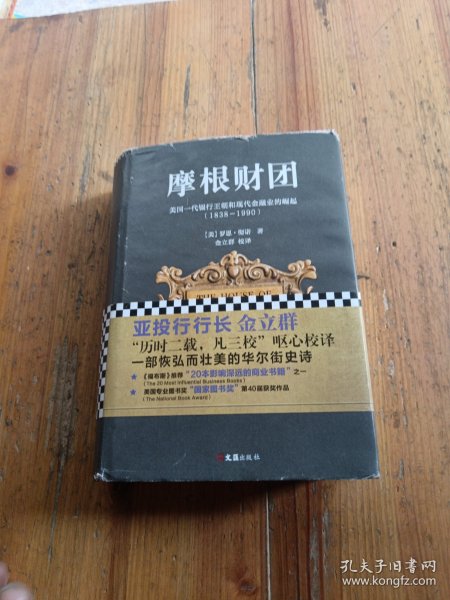 摩根财团
美国一代银行王朝和现代金融业的崛起
(1838-1990)
【美】罗恩·彻诺 著
金立群 校译
THE HOUSE OF
亚投行行长 金立群
“历时二载，凡三校”呕心校译
一部恢弘而壮美的华尔街史诗
★《福布斯》推荐“20本影响深远的商业书籍”之一
(The 20 Most Influential Business Books)
★ 美国专业图书奖“国家图书奖”第40届获奖作品
(The National Book Award)
文匯出版社
孔夫子旧书网
www.kongfz.com